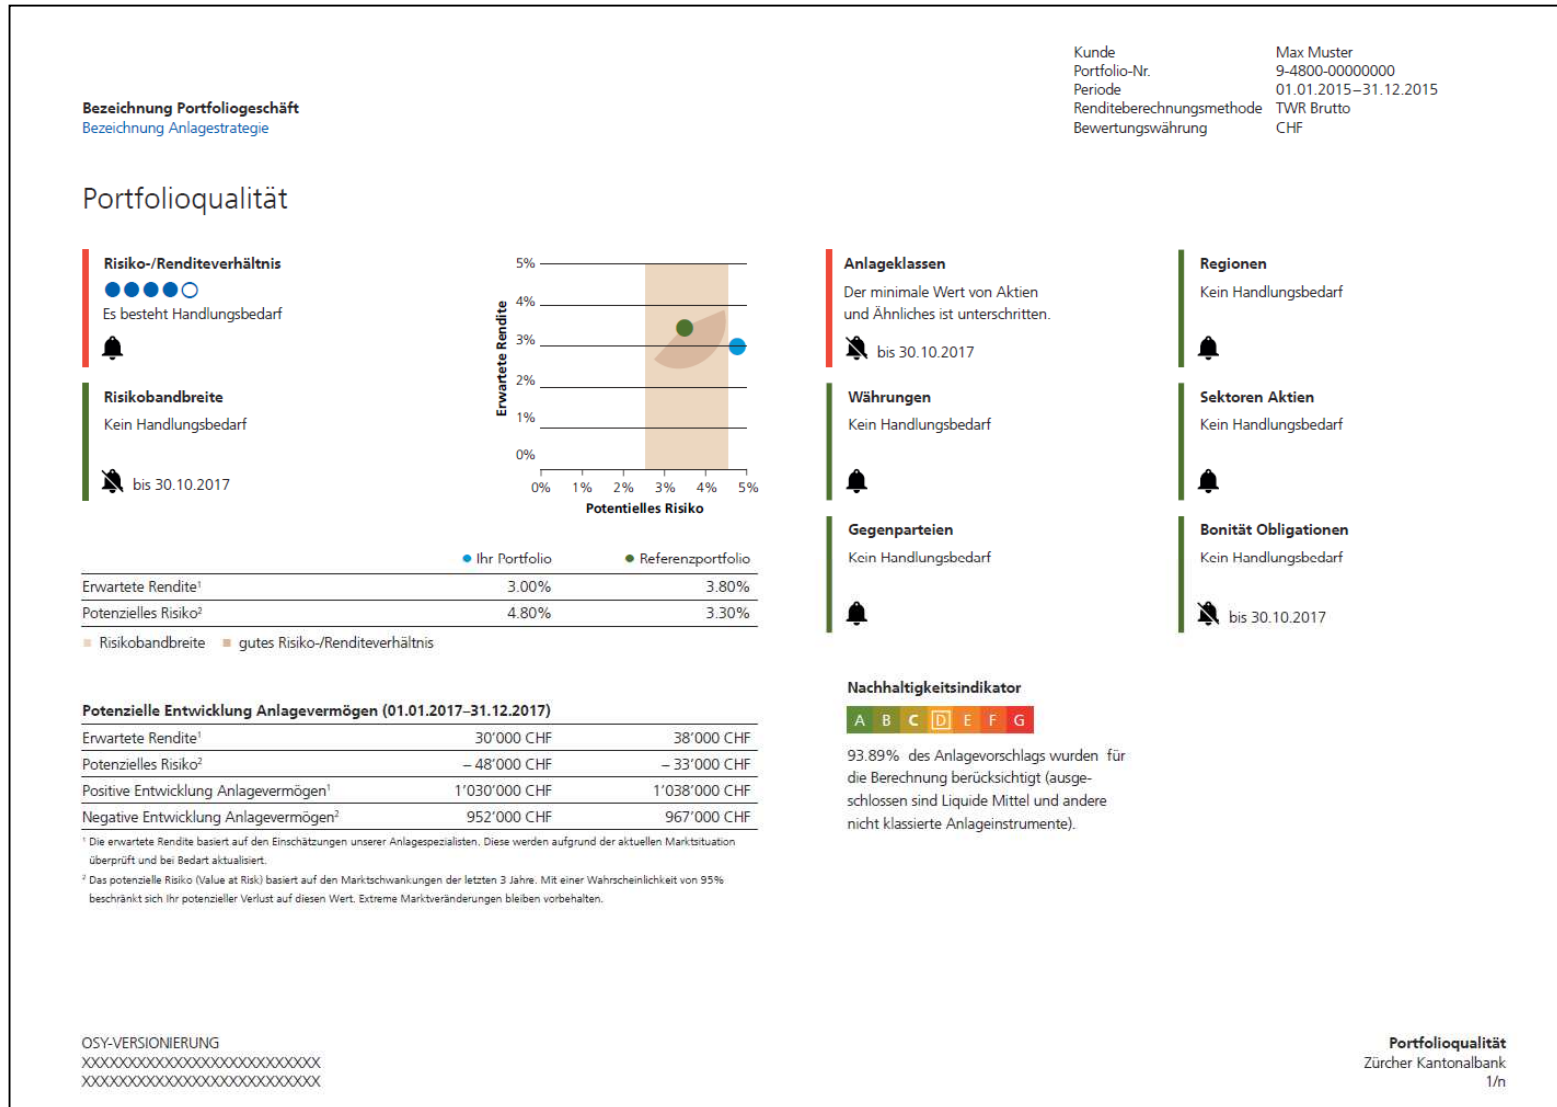 Kunde Max Muster
Portfolio-Nr. 9-4800-00000000
Periode 01.01.2015–31.12.2015
Renditeberechnungsmethode TWR Brutto
Bewertungswährung CHF
Bezeichnung Portfoliogeschäft
Bezeichnung Anlagestrategie
Portfolioqualität
Risiko-/Renditeverhältnis
Es besteht Handlungsbedarf
Risikobandbreite
Kein Handlungsbedarf
bis 30.10.2017
Erwartete Rendite
5%
4%
3%
2%
1%
0%
0% 1% 2% 3% 4% 5%
Potentielles Risiko
Anlageklassen
Der minimale Wert von Aktien
und Ähnliches ist unterschritten.
bis 30.10.2017
Regionen
Kein Handlungsbedarf
Währungen
Kein Handlungsbedarf
Sektoren Aktien
Kein Handlungsbedarf
Gegenparteien
Kein Handlungsbedarf
Bonität Obligationen
Kein Handlungsbedarf
bis 30.10.2017
Ihr Portfolio Referenzportfolio
Erwartete Rendite¹ 3.00% 3.80%
Potenzielles Risiko² 4.80% 3.30%
Risikobandbreite gutes Risiko-/Renditeverhältnis
Potenzielle Entwicklung Anlagevermögen (01.01.2017–31.12.2017)
Erwartete Rendite¹ 30’000 CHF 38’000 CHF
Potenzielles Risiko² – 48’000 CHF – 33’000 CHF
Positive Entwicklung Anlagevermögen¹ 1’030’000 CHF 1’038’000 CHF
Negative Entwicklung Anlagevermögen² 952’000 CHF 967’000 CHF
¹ Die erwartete Rendite basiert auf den Einschätzungen unserer Anlagespezialisten. Diese werden aufgrund der aktuellen Marktsituation
überprüft und bei Bedart aktualisiert.
² Das potenzielle Risiko (Value at Risk) basiert auf den Marktschwankungen der letzten 3 Jahre. Mit einer Wahrscheinlichkeit von 95%
beschränkt sich Ihr potenzieller Verlust auf diesen Wert. Extreme Marktveränderungen bleiben vorbehalten.
Nachhaltigkeitsindikator
A B C D E F G
93.89% des Anlagevorschlags wurden für
die Berechnung berücksichtigt (ausge-
schlossen sind Liquide Mittel und andere
nicht klassierte Anlageinstrumente).
OSY-VERSIONIERUNG
XXXXXXXXXXXXXXXXXXXXXXXXXX
XXXXXXXXXXXXXXXXXXXXXXXXXX
Portfolioqualität
Zürcher Kantonalbank
1/n